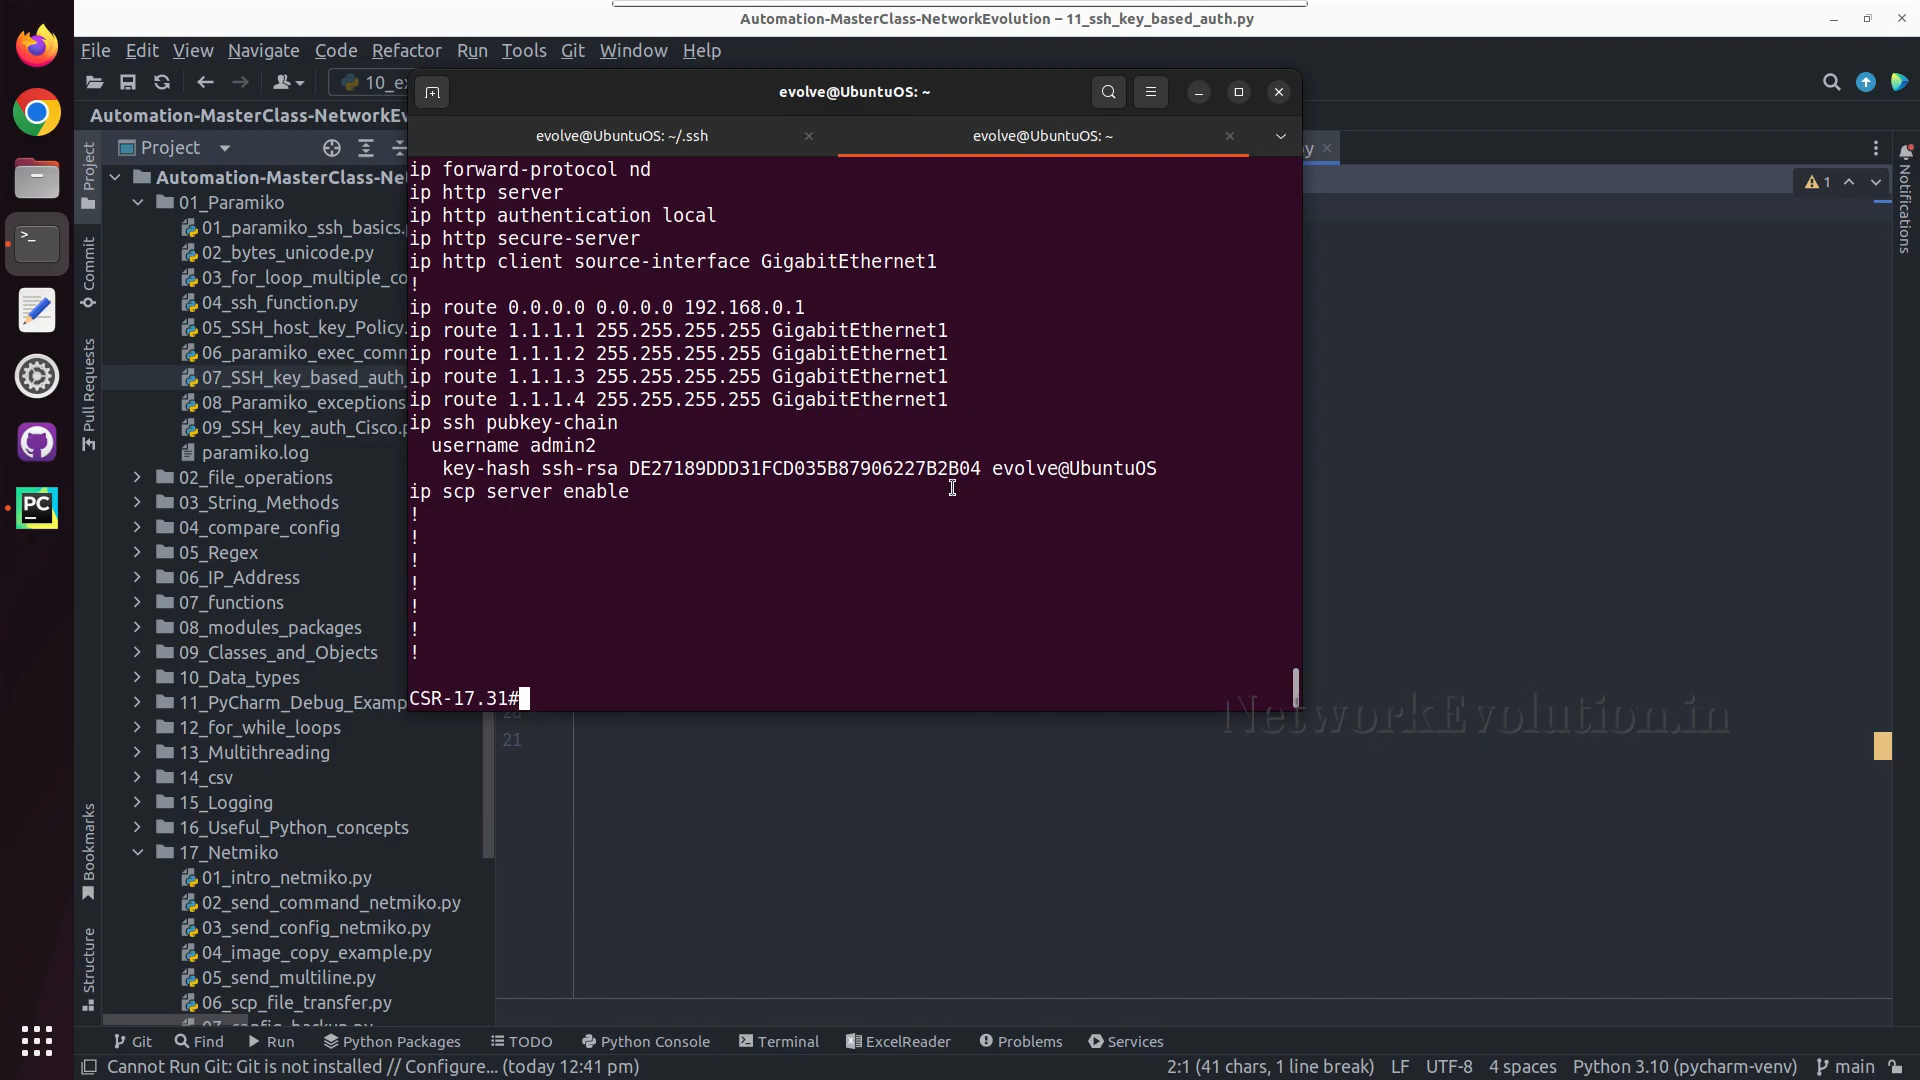 Automation-MasterClass-NetworkEvolution – 11_ssh_key_based_auth.py
File Edit View Navigate Code Refactor Run Tools Git Window Help
10_ex
Automation-MasterClass-NetworkEv
Project
Automation-MasterClass-Ne
01_Paramiko
01_paramiko_ssh_basics.
02_bytes_unicode.py
03_for_loop_multiple_co
04_ssh_function.py
05_SSH_host_key_Policy.
06_paramiko_exec_comm
07_SSH_key_based_auth_
08_Paramiko_exceptions
09_SSH_key_auth_Cisco.p
paramiko.log
02_file_operations
03_String_Methods
04_compare_config
05_Regex
06_IP_Address
07_functions
08_modules_packages
09_Classes_and_Objects
10_Data_types
11_PyCharm_Debug_Examp
12_for_while_loops
13_Multithreading
14_csv
15_Logging
16_Useful_Python_concepts
17_Netmiko
01_intro_netmiko.py
02_send_command_netmiko.py
03_send_config_netmiko.py
04_image_copy_example.py
05_send_multiline.py
06_scp_file_transfer.py
Project
Commit
Pull Requests
Bookmarks
Structure
evolve@UbuntuOS: ~
evolve@UbuntuOS: ~/.ssh
evolve@UbuntuOS: ~
ip forward-protocol nd
ip http server
ip http authentication local
ip http secure-server
ip http client source-interface GigabitEthernet1
!
ip route 0.0.0.0 0.0.0.0 192.168.0.1
ip route 1.1.1.1 255.255.255.255 GigabitEthernet1
ip route 1.1.1.2 255.255.255.255 GigabitEthernet1
ip route 1.1.1.3 255.255.255.255 GigabitEthernet1
ip route 1.1.1.4 255.255.255.255 GigabitEthernet1
ip ssh pubkey-chain
username admin2
key-hash ssh-rsa DE27189DDD31FCD035B87906227B2B04 evolve@UbuntuOS
ip scp server enable
!
!
!
!
!
!
!
CSR-17.31#
21
y
1
Notifications
NetworkEvolution.in
Git Find Run Python Packages TODO Python Console Terminal ExcelReader Problems Services
Cannot Run Git: Git is not installed // Configure... (today 12:41 pm)
2:1 (41 chars, 1 line break) LF UTF-8 4 spaces Python 3.10 (pycharm-venv) main